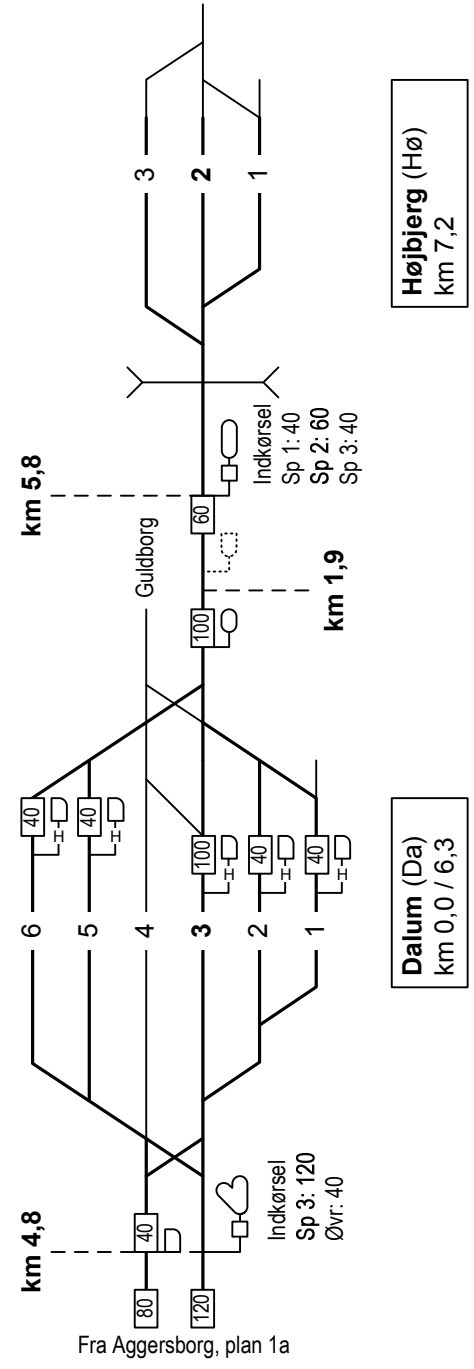 Fra Aggersborg, plan 1a
80
120
km 4,8
40
Indkørsel
Sp 3: 120
Øvr: 40
6
5
4
3
2
1
40
H
40
H
100
H
40
H
40
H
Dalum (Da)
km 0,0 / 6,3
Guldborg
100
km 1,9
km 5,8
60
Indkørsel
Sp 1: 40
Sp 2: 60
Sp 3: 40
3
2
1
Højbjerg (Hø)
km 7,2